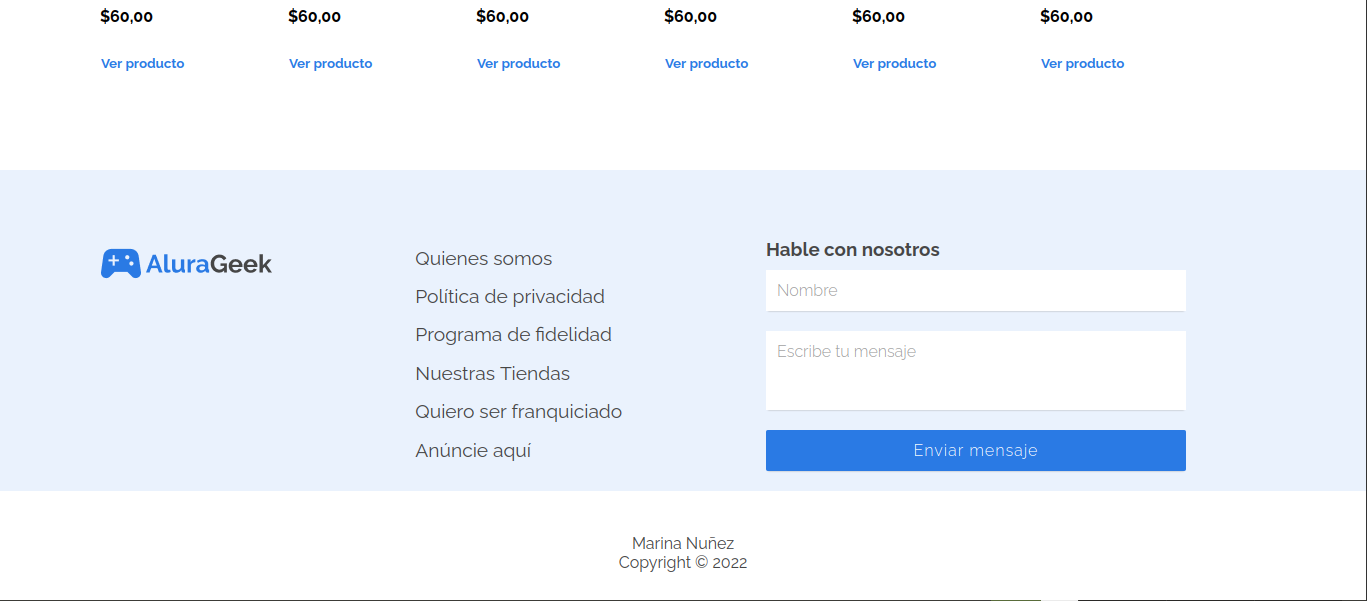 $60,00 $60,00 $60,00 $60,00 $60,00 $60,00
Ver producto Ver producto Ver producto Ver producto Ver producto Ver producto
AluraGeek
Quienes somos
Política de privacidad
Programa de fidelidad
Nuestras Tiendas
Quiero ser franquiciado
Anúncie aquí
Hable con nosotros
Nombre
Escribe tu mensaje
Enviar mensaje
Marina Nuñez
Copyright © 2022